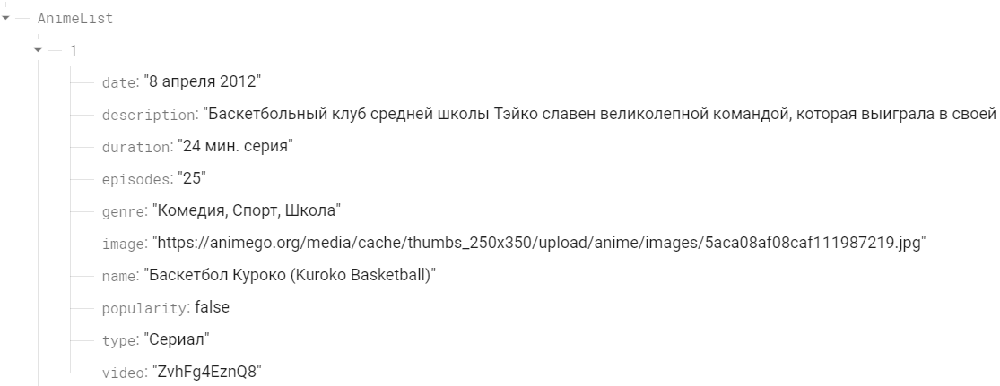 AnimeList
1
date: "8 апреля 2012"
description: "Баскетбольный клуб средней школы Тэйко славен великолепной командой, которая выиграла в своей
duration: "24 мин. серия"
episodes: "25"
genre: "Комедия, Спорт, Школа"
image: "https://animego.org/media/cache/thumbs_250x350/upload/anime/images/5aca08af08caf111987219.jpg"
name: "Баскетбол Куроко (Kuroko Basketball)"
popularity: false
type: "Сериал"
video: "ZvhFg4EznQ8"